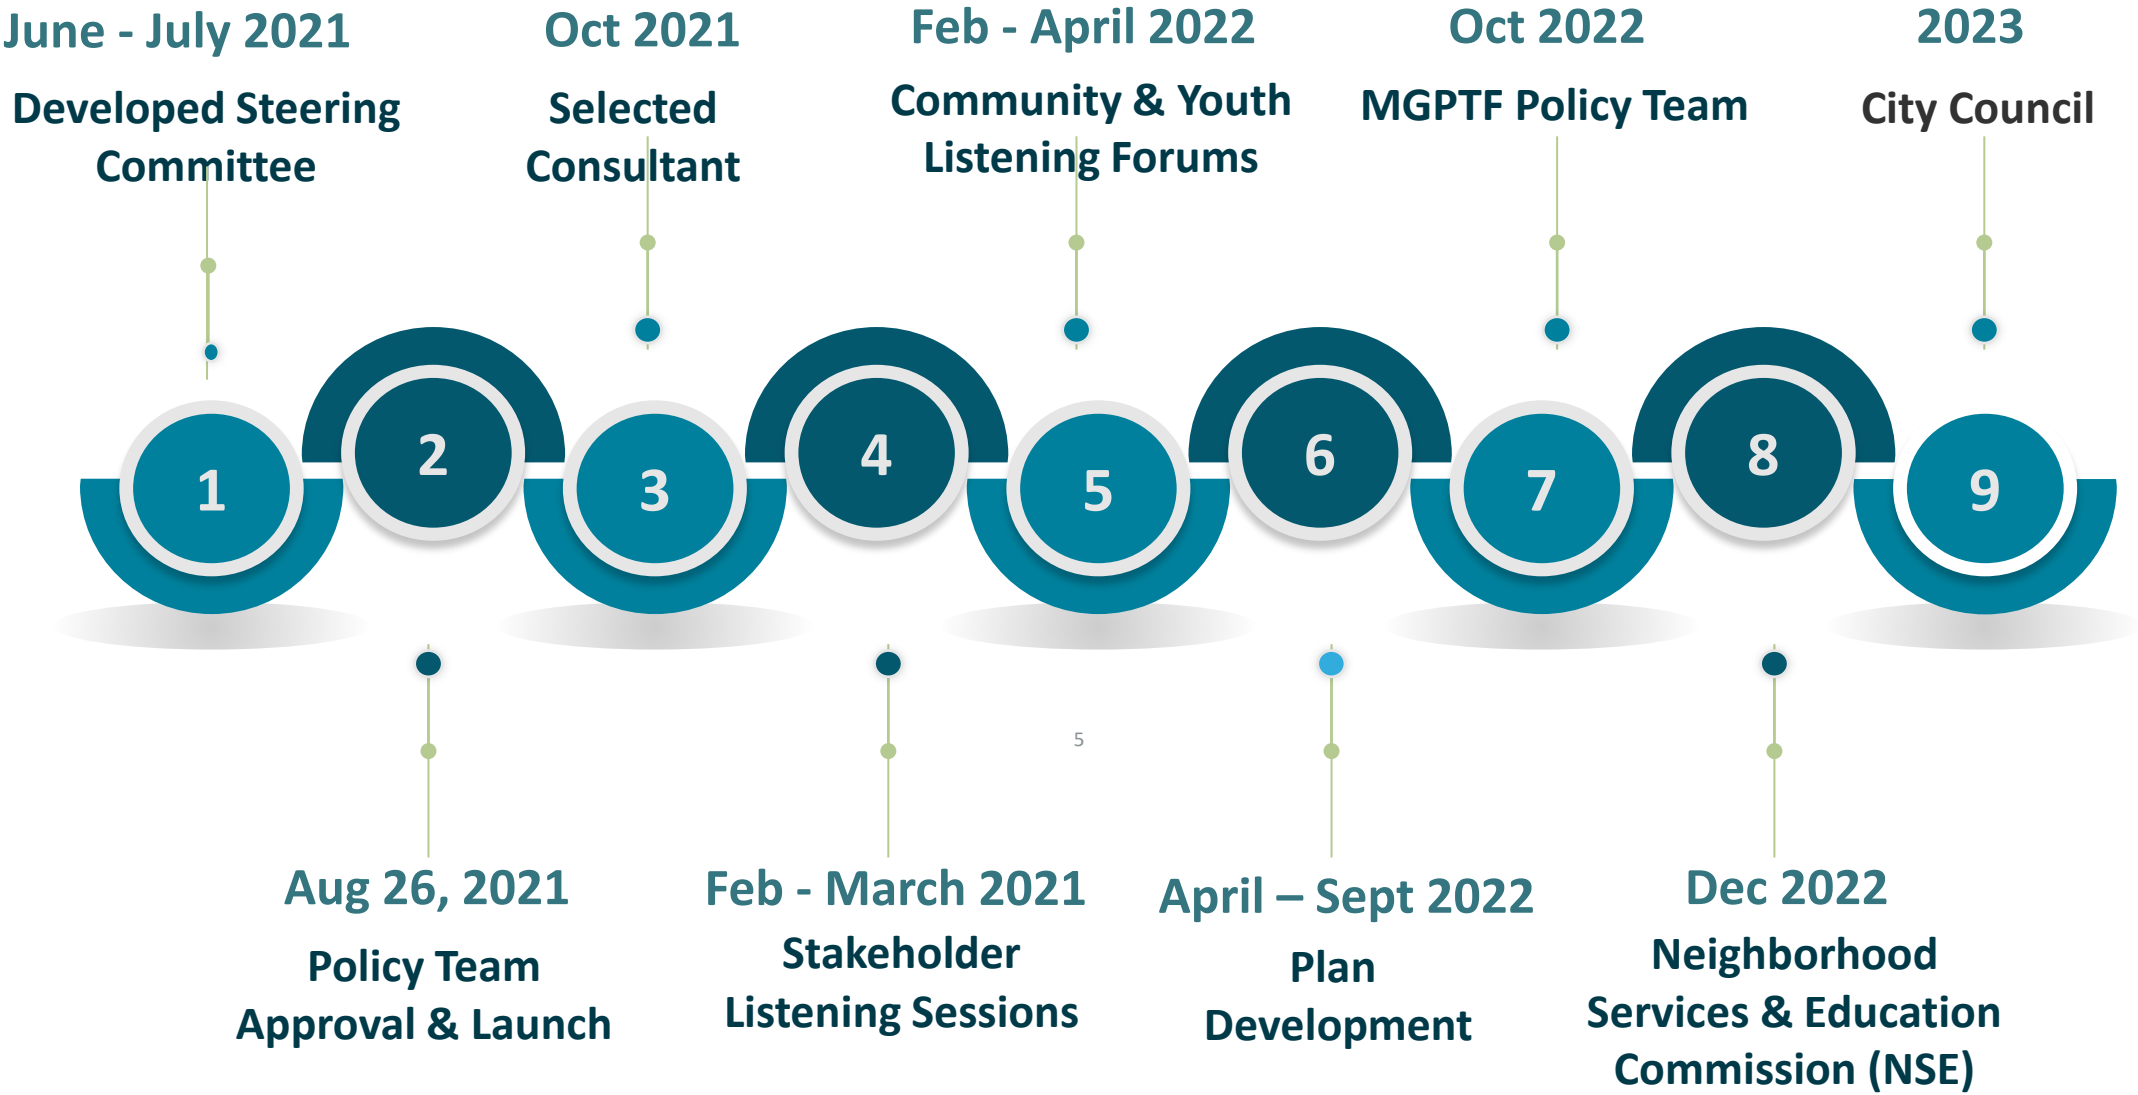 June - July 2021
Developed Steering
Committee
Oct 2021
Selected
Consultant
Feb - April 2022
Community & Youth
Listening Forums
Oct 2022
MGPTF Policy Team
2023
City Council
1
2
3
4
5
6
7
8
9
5
Aug 26, 2021
Policy Team
Approval & Launch
Feb - March 2021
Stakeholder
Listening Sessions
April – Sept 2022
Plan
Development
Dec 2022
Neighborhood
Services & Education
Commission (NSE)